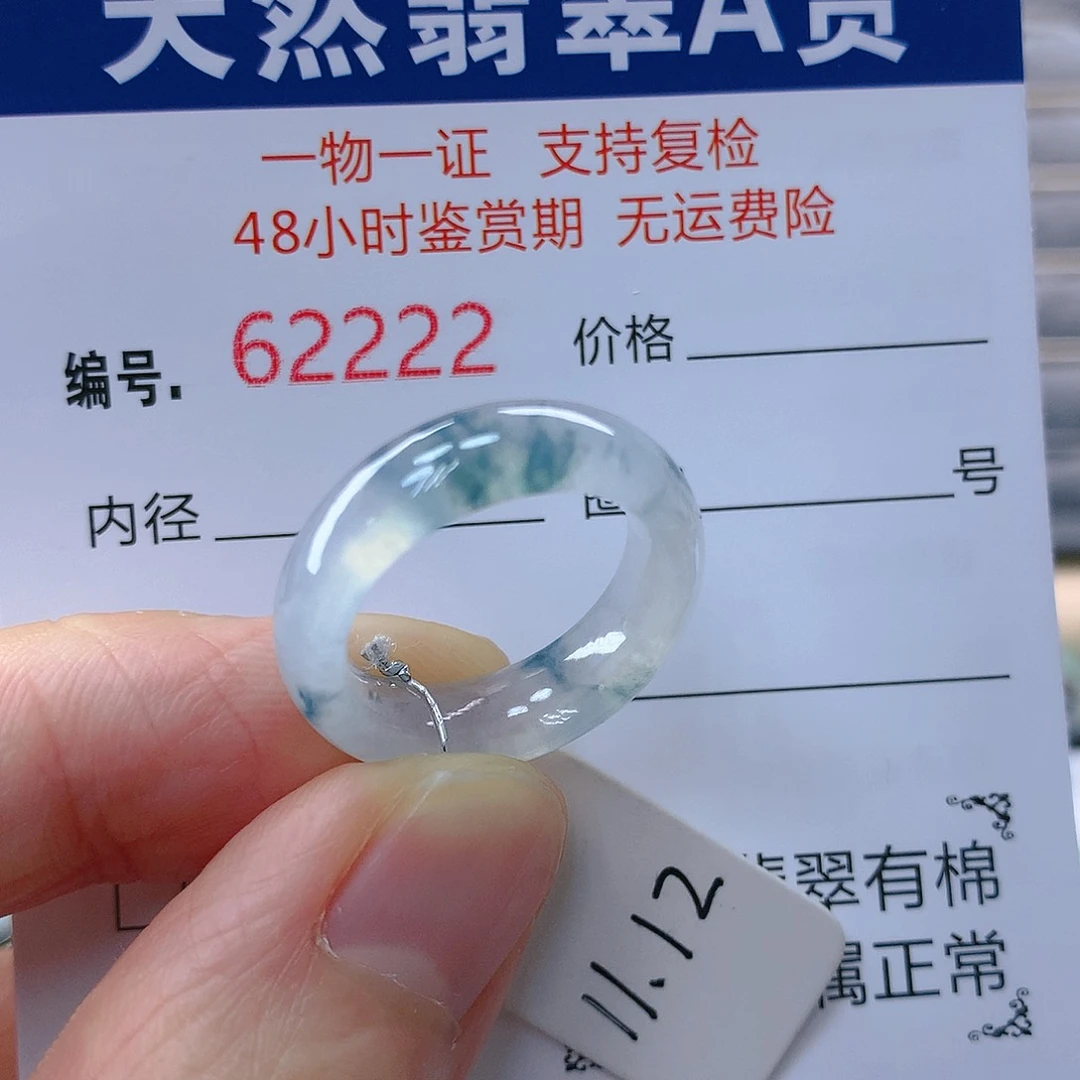 天然翡翠A货
一物一证 支持复检
48小时鉴赏期 无运费险
编号. 62222 价格
内径 圈 号
翡翠有棉
属正常
11.12